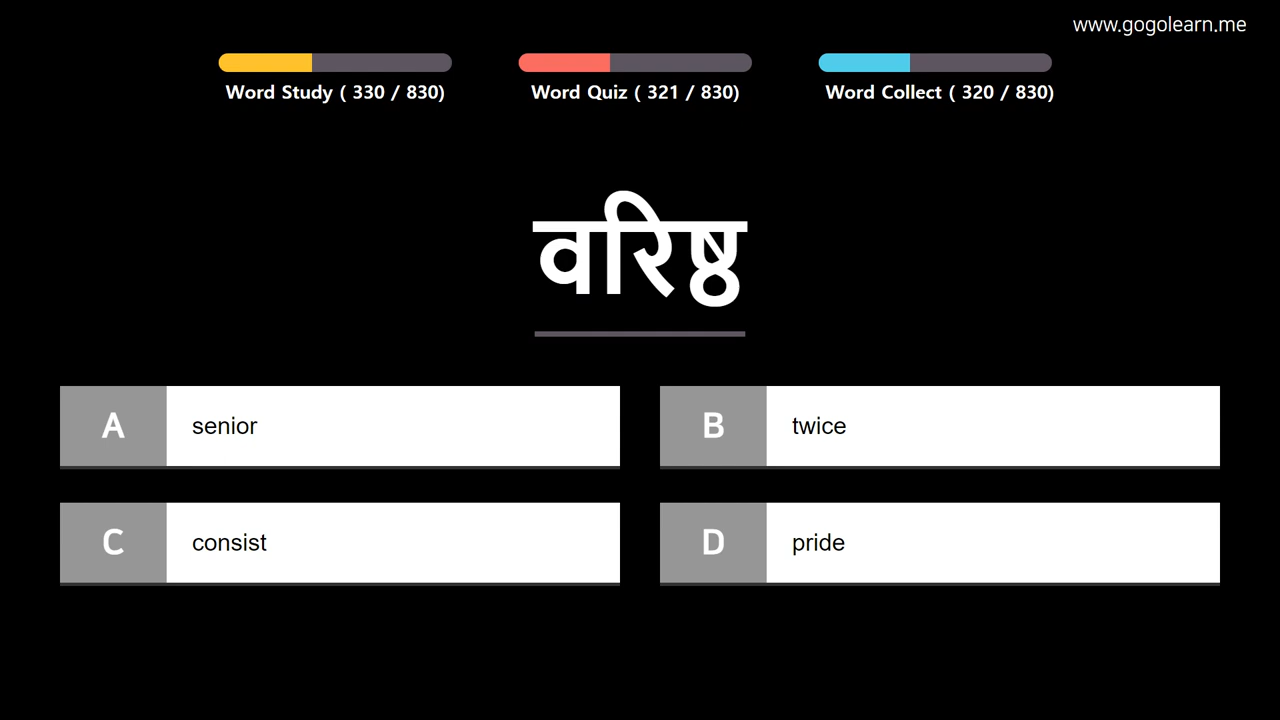 www.gogolearn.me
Word Study ( 330 / 830)
Word Quiz ( 321 / 830)
Word Collect ( 320 / 830)
वरिष्ठ
A senior
B twice
C consist
D pride